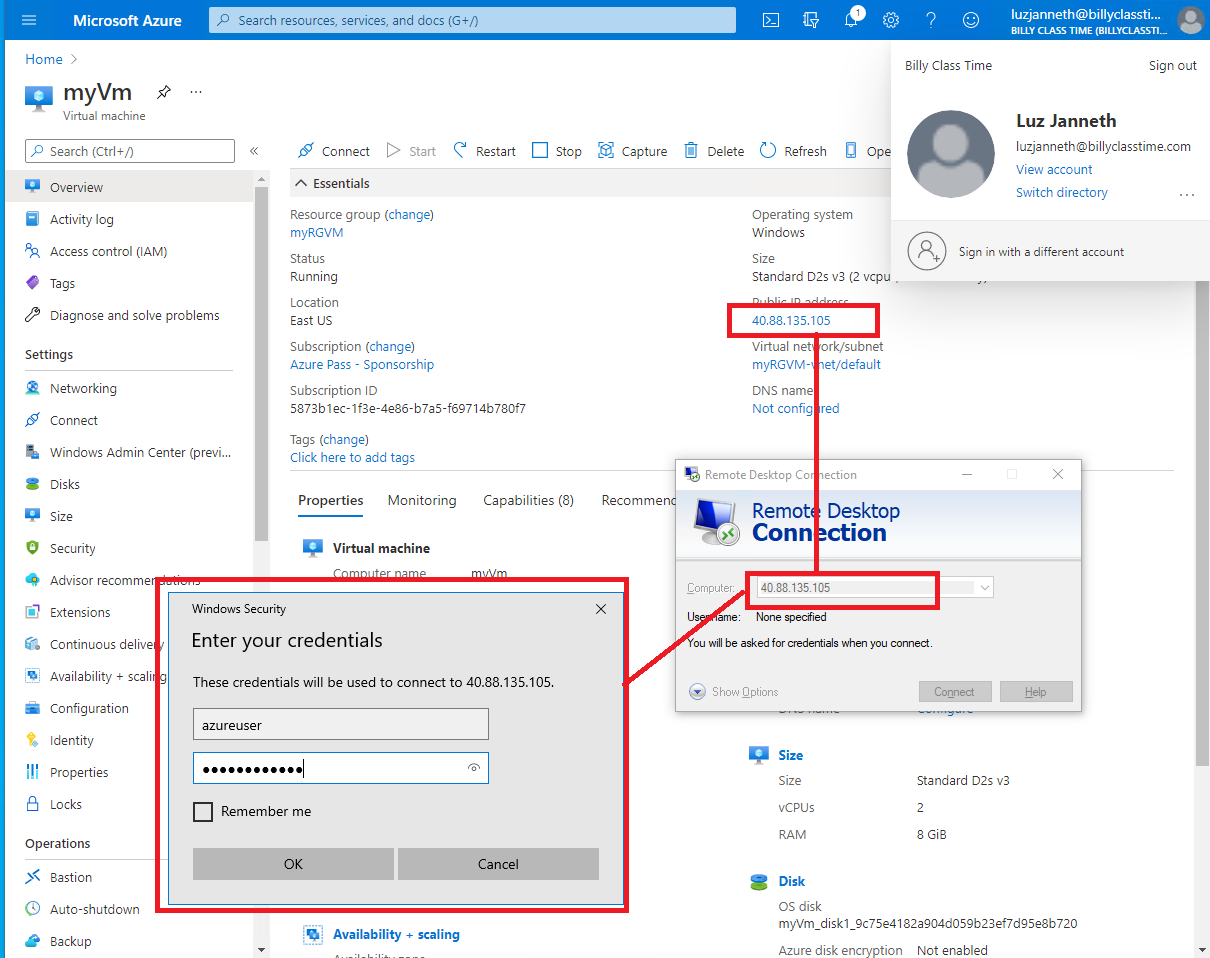 Microsoft Azure
Search resources, services, and docs (G+/)
1
luzjanneth@billyclassti...
BILLY CLASS TIME (BILLYCLASSTI...
Home
Billy Class Time
Sign out
myVm
...
Virtual machine
Luz Janneth
luzjanneth@billyclasstime.com
View account
Switch directory
...
Sign in with a different account
Search (Ctrl+/)
«
Connect
Start
Restart
Stop
Capture
Delete
Refresh
Ope
Overview
Activity log
Access control (IAM)
Tags
Diagnose and solve problems
Settings
Networking
Connect
Windows Admin Center (previ...
Disks
Size
Security
Advisor recommendations
Extensions
Continuous delivery
Availability + scaling
Configuration
Identity
Properties
Locks
Operations
Bastion
Auto-shutdown
Backup
Essentials
Resource group (change)
myRGVM
Status
Running
Location
East US
Subscription (change)
Azure Pass - Sponsorship
Subscription ID
5873b1ec-1f3e-4e86-b7a5-f69714b780f7
Tags (change)
Click here to add tags
Operating system
Windows
Size
Standard D2s v3 (2 vcpu
Public IP address
40.88.135.105
Virtual network/subnet
myRGVM-vnet/default
DNS name
Not configured
Properties
Monitoring
Capabilities (8)
Recommen
Virtual machine
Computer name
myVm
Remote Desktop Connection
Remote Desktop
Connection
Computer:
40.88.135.105
Username:
None specified
You will be asked for credentials when you connect.
Show Options
Connect
Help
Windows Security
Enter your credentials
These credentials will be used to connect to 40.88.135.105.
azureuser
●●●●●●●●●●●●
Remember me
OK
Cancel
DNS name
Configure
Size
Size
Standard D2s v3
vCPUs
2
RAM
8 GiB
Disk
OS disk
myVm_disk1_9c75e4182a904d059b23ef7d95e8b720
Azure disk encryption
Not enabled
Availability + scaling
Availability zone